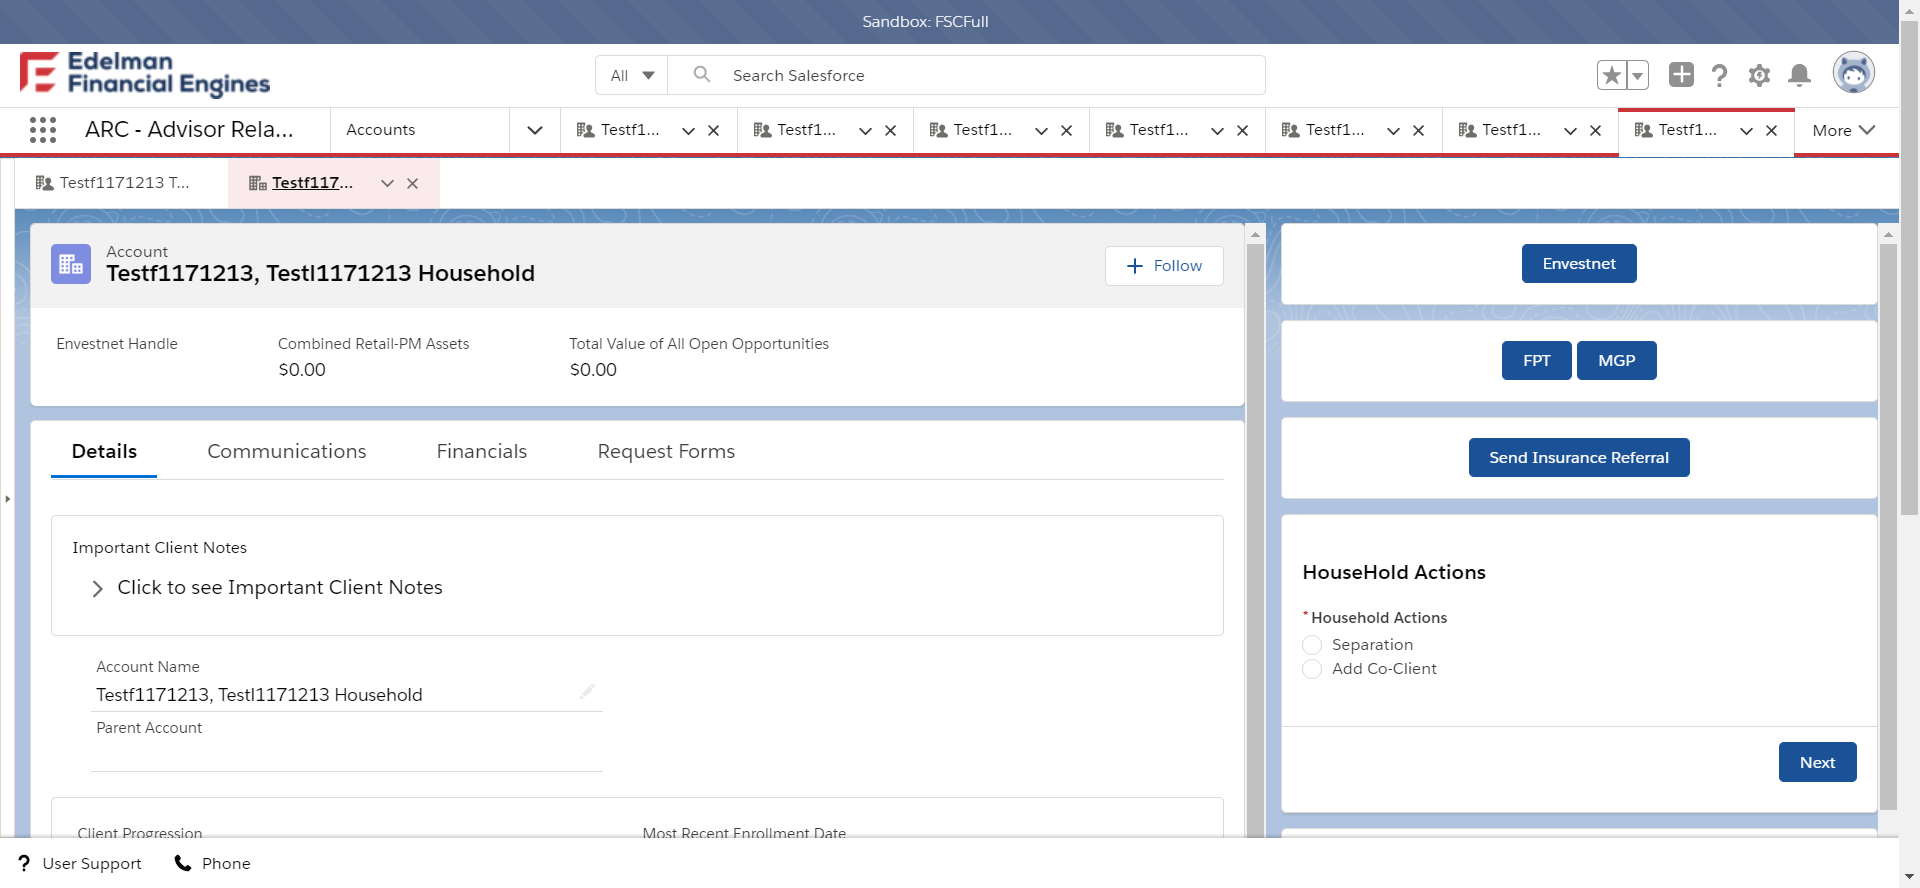 Sandbox: FSCFull
Edelman
Financial Engines
All
Search Salesforce
ARC - Advisor Rela...
Accounts
Testf1...
Testf1...
Testf1...
Testf1...
Testf1...
Testf1...
Testf1...
More
Testf1171213 T...
Testf117...
Account
Testf1171213, Testl1171213 Household
Follow
Envestnet Handle
Combined Retail-PM Assets
$0.00
Total Value of All Open Opportunities
$0.00
Details
Communications
Financials
Request Forms
Important Client Notes
Click to see Important Client Notes
Account Name
Testf1171213, Testl1171213 Household
Parent Account
Client Progression
Most Recent Enrollment Date
Envestnet
FPT
MGP
Send Insurance Referral
HouseHold Actions
*Household Actions
Separation
Add Co-Client
Next
User Support
Phone